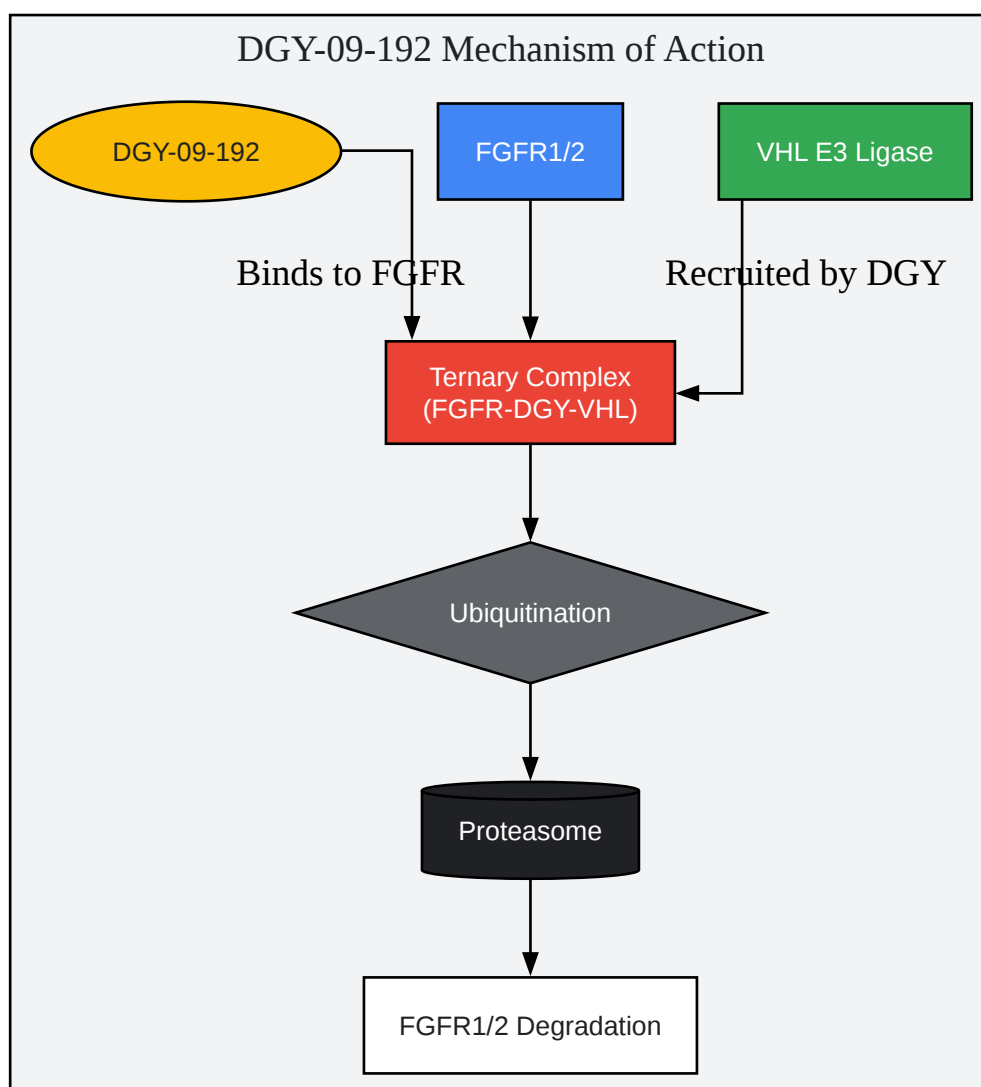 DGY-09-192 Mechanism of Action
DGY-09-192
FGFR1/2
VHL E3 Ligase
Binds to FGFR
Recruited by DGY
Ternary Complex
(FGFR-DGY-VHL)
Ubiquitination
Proteasome
FGFR1/2 Degradation